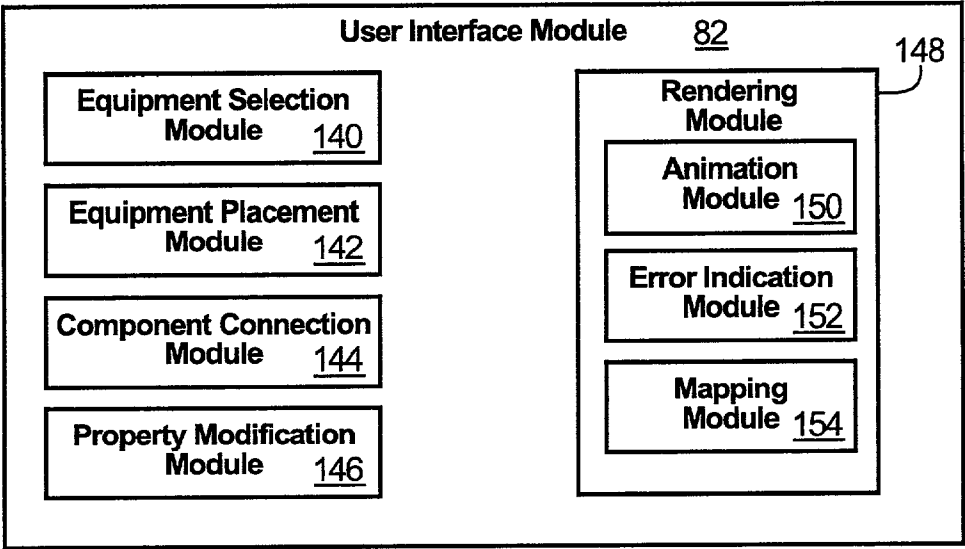 User Interface Module 82
148
Equipment Selection
Module 140
Equipment Placement
Module 142
Component Connection
Module 144
Property Modification
Module 146
Rendering
Module
Animation
Module 150
Error Indication
Module 152
Mapping
Module 154